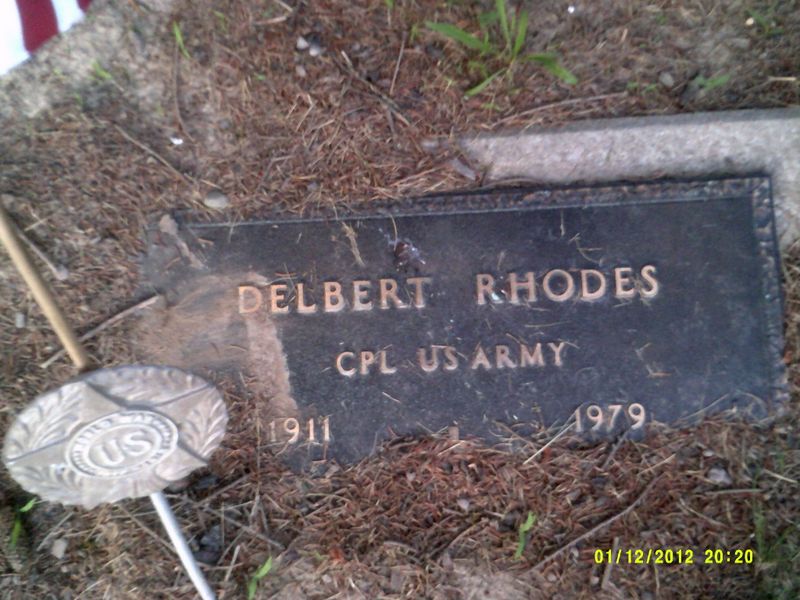 DELBERT RHODES
CPL US ARMY
1911 1979
US
01/12/2012 20:20